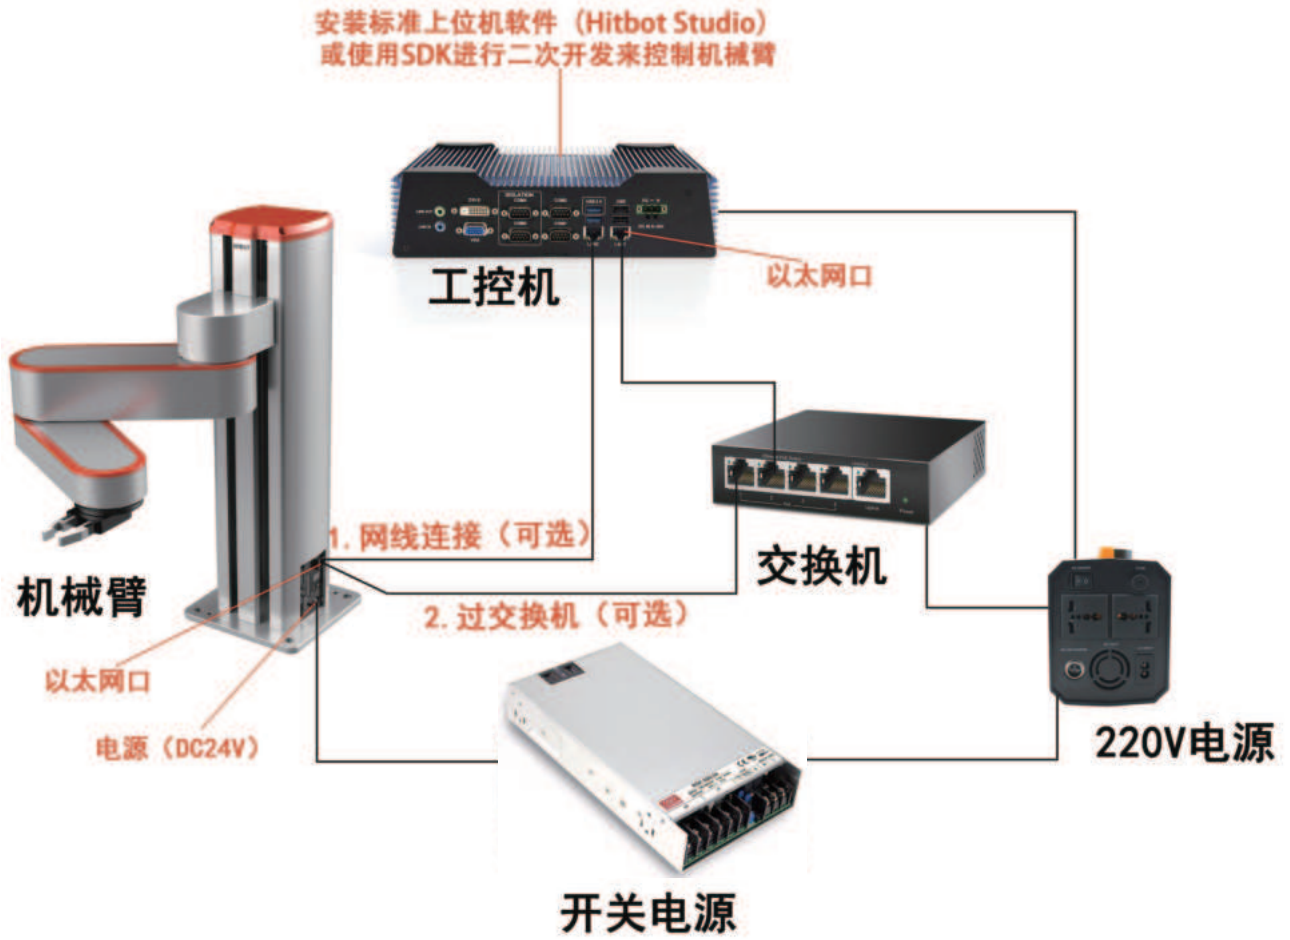 安装标准上位机软件（Hitbot Studio）
或使用SDK进行二次开发来控制机械臂
ISOLATION
工控机
以太网口
1. 网线连接（可选）
交换机
机械臂
2. 过交换机（可选）
以太网口
电源（DC24V）
220V电源
开关电源